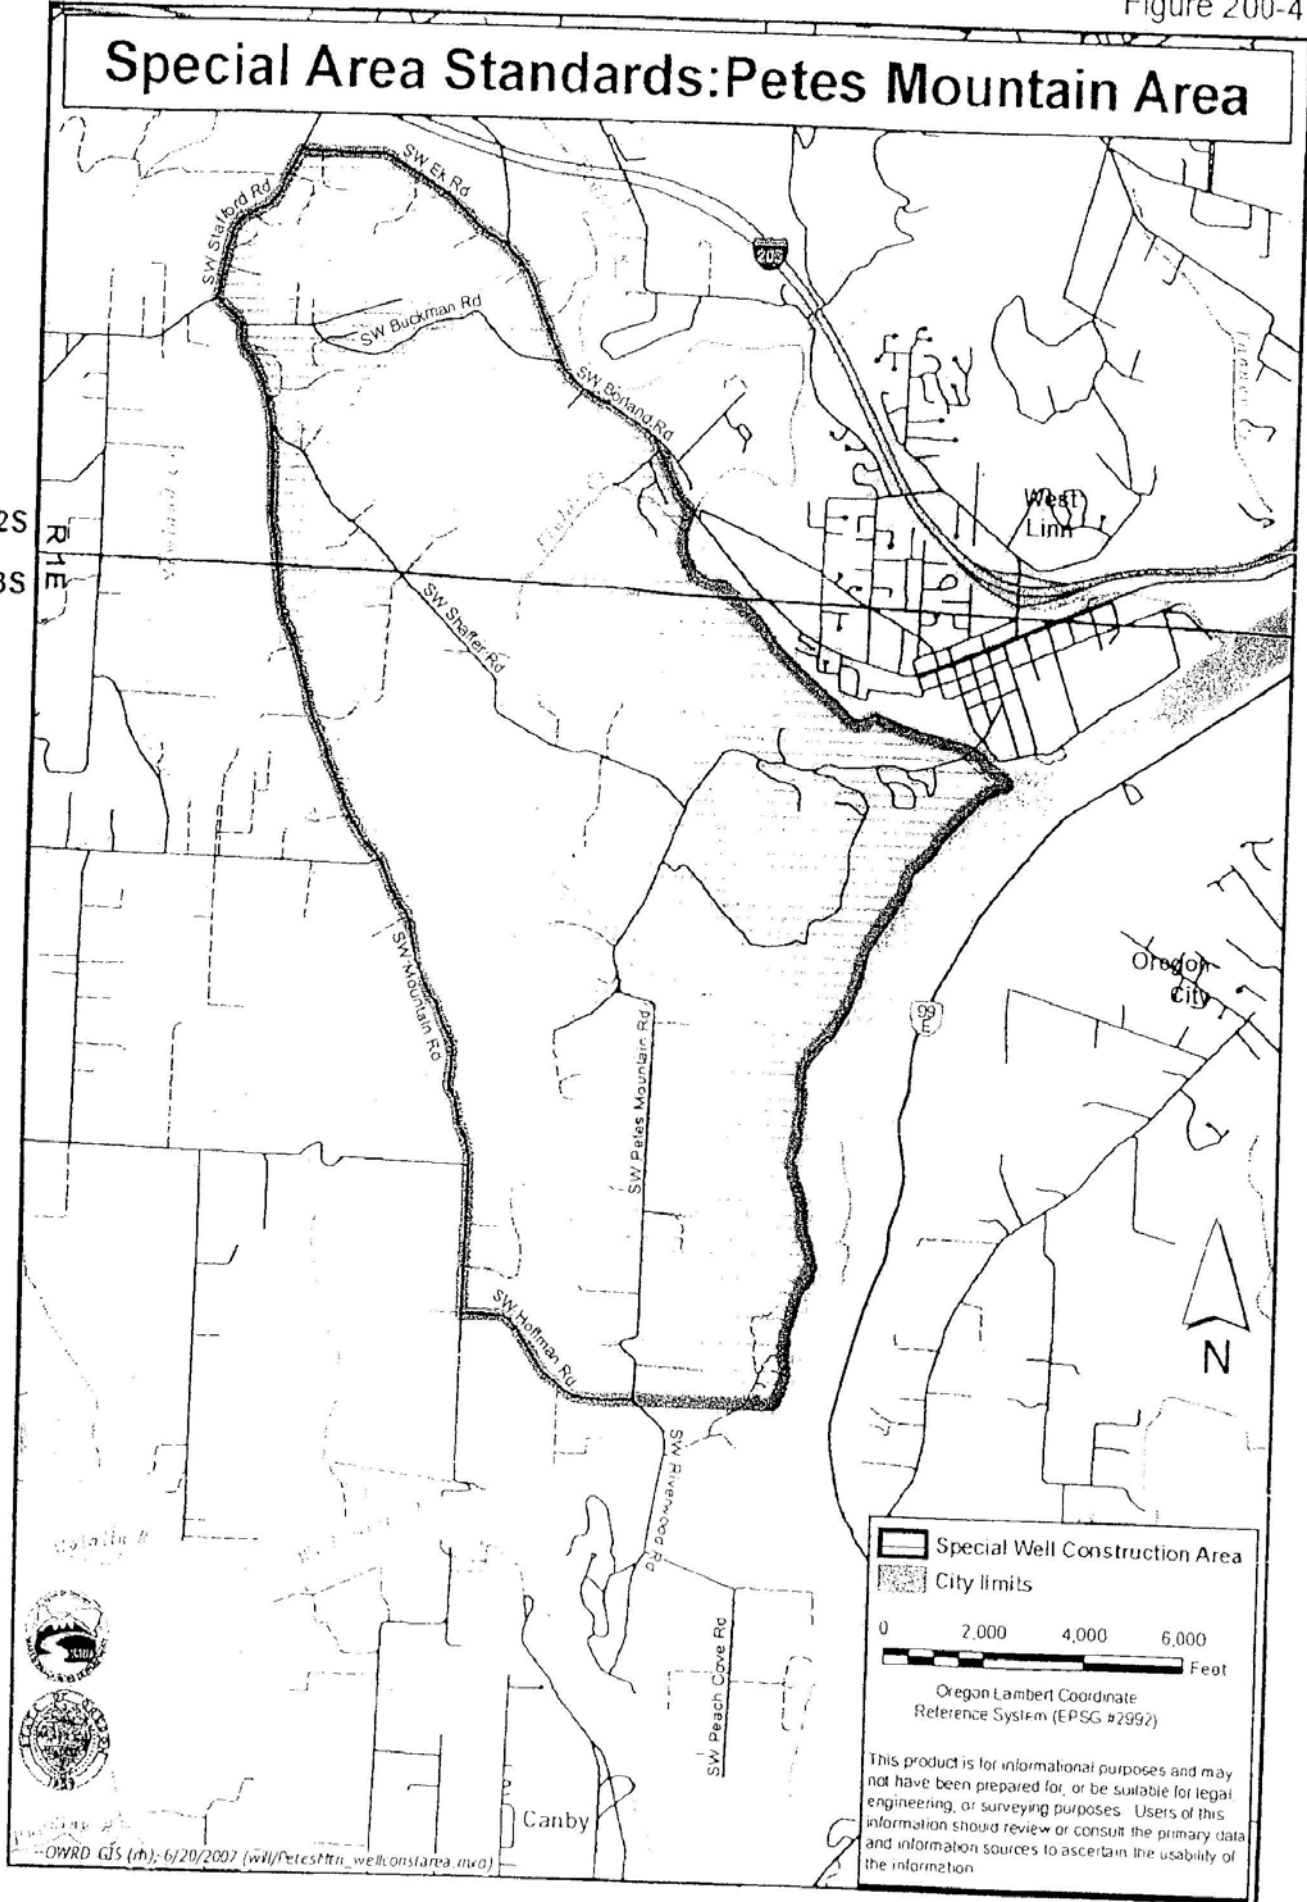 Figure 200-4
Special Area Standards:Petes Mountain Area
SW Ek Rd
SW Stafford Rd
205
SW Buckman Rd
SW Borland Rd
West
Linn
2S
R 1E
3S
SW Shaffer Rd
Oregon
City
SW Mountain Rd
99
E
SW Petes Mountain Rd
N
SW Hoffman Rd
SW Riverwood Rd
Special Well Construction Area
City limits
0 2,000 4,000 6,000
Feet
SW Peach Cove Rd
Oregon Lambert Coordinate
Reference System (EPSG #2992)
This product is for informational purposes and may
not have been prepared for, or be suitable for legal,
engineering, or surveying purposes. Users of this
information should review or consult the primary data
and information sources to ascertain the usability of
the information
Canby
OWRD GIS (rh); 6/20/2007